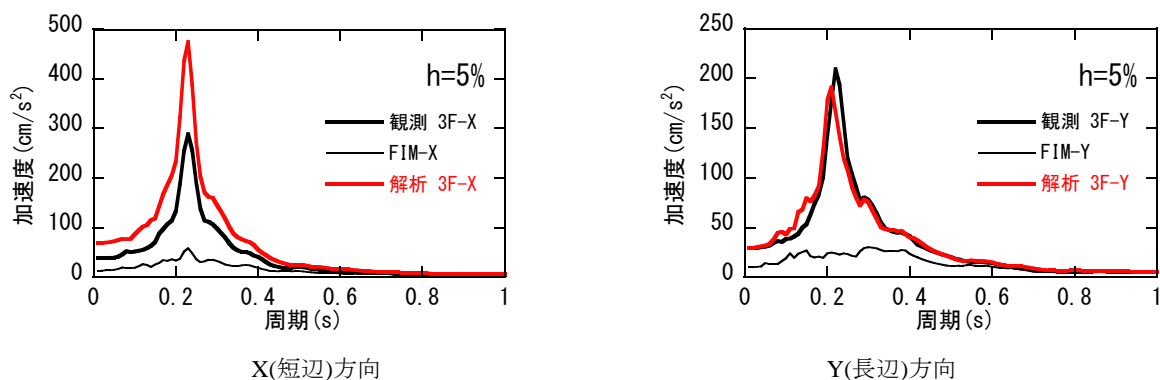 500
400
300
200
100
0
加速度(cm/s2)
h=5%
観測 3F-X
FIM-X
解析 3F-X
0 0.2 0.4 0.6 0.8 1
周期(s)
X(短辺)方向
250
200
150
100
50
0
加速度(cm/s2)
h=5%
観測 3F-Y
FIM-Y
解析 3F-Y
0 0.2 0.4 0.6 0.8 1
周期(s)
Y(長辺)方向